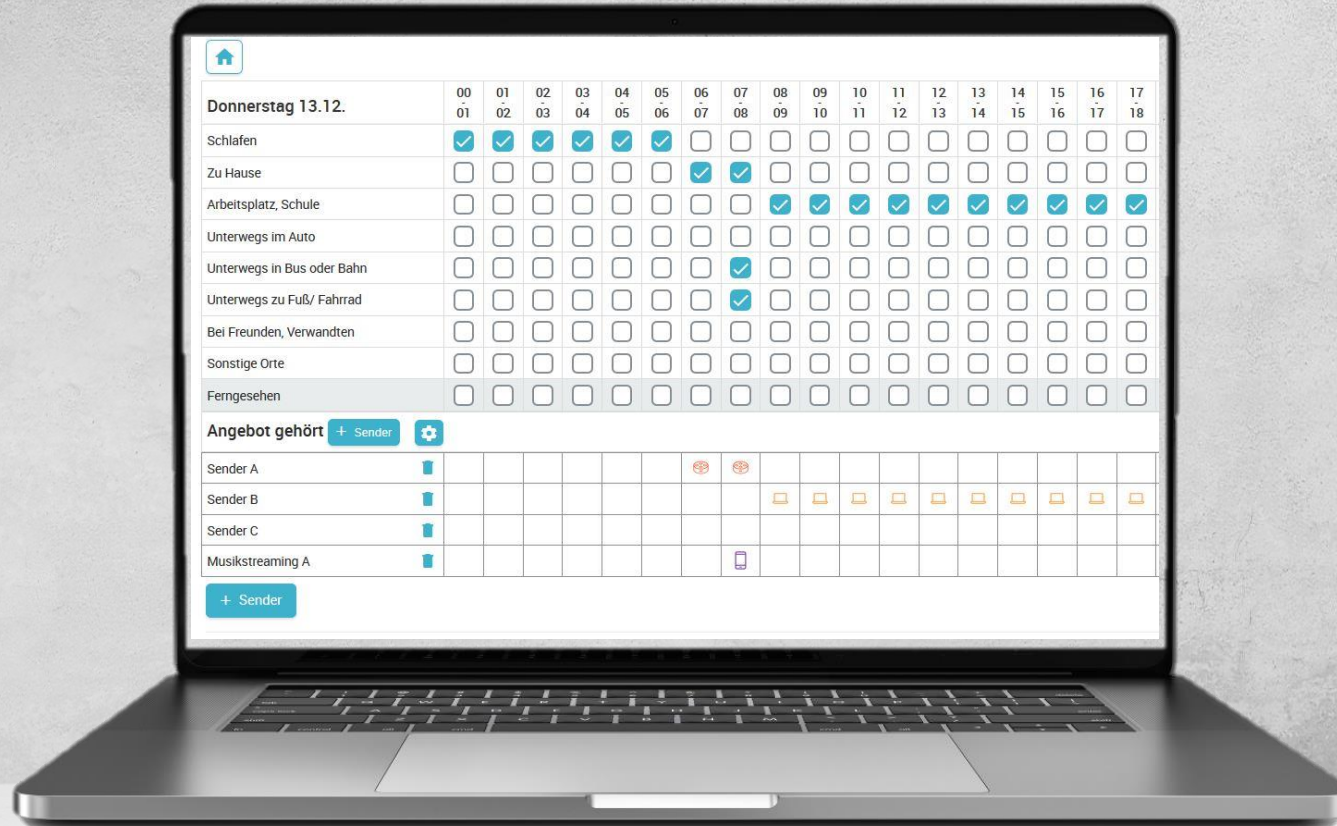 Donnerstag 13.12. 00 - 01 01 - 02 02 - 03 03 - 04 04 - 05 05 - 06 06 - 07 07 - 08 08 - 09 09 - 10 10 - 11 11 - 12 12 - 13 13 - 14 14 - 15 15 - 16 16 - 17 17 - 18
Schlafen
Zu Hause
Arbeitsplatz, Schule
Unterwegs im Auto
Unterwegs in Bus oder Bahn
Unterwegs zu Fuß/ Fahrrad
Bei Freunden, Verwandten
Sonstige Orte
Ferngesehen
Angebot gehört + Sender
Sender A
Sender B
Sender C
Musikstreaming A
+ Sender